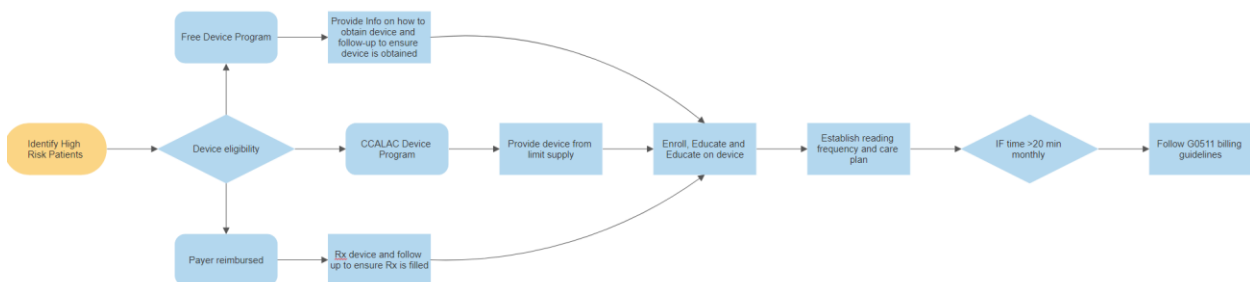 Free Device Program
Provide Info on how to
obtain device and
follow-up to ensure
device is obtained
Identify High
Risk Patients
Device eligibility
CCALAC Device
Program
Provide device from
limit supply
Enroll, Educate and
Educate on device
Establish reading
frequency and care
plan
IF time >20 min
monthly
Follow G0511 billing
guidelines
Payer reimbursed
Rx device and follow
up to ensure Rx is filled